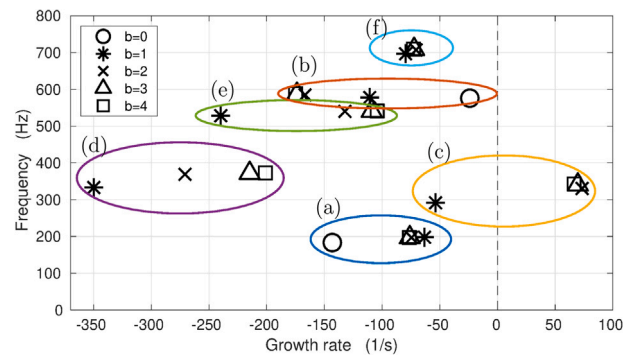 800
700
600
500
400
300
200
100
0
Frequency (Hz)
b=0
b=1
b=2
b=3
b=4
(f)
(b)
(e)
(d)
(c)
(a)
-350 -300 -250 -200 -150 -100 -50 0 50 100
Growth rate (1/s)